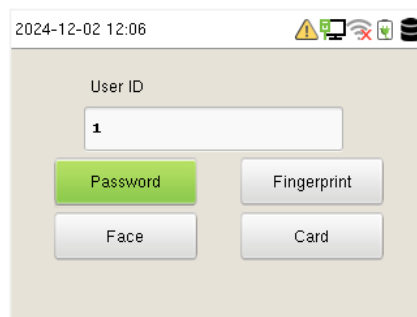 2024-12-02 12:06
User ID
1
Password
Fingerprint
Face
Card